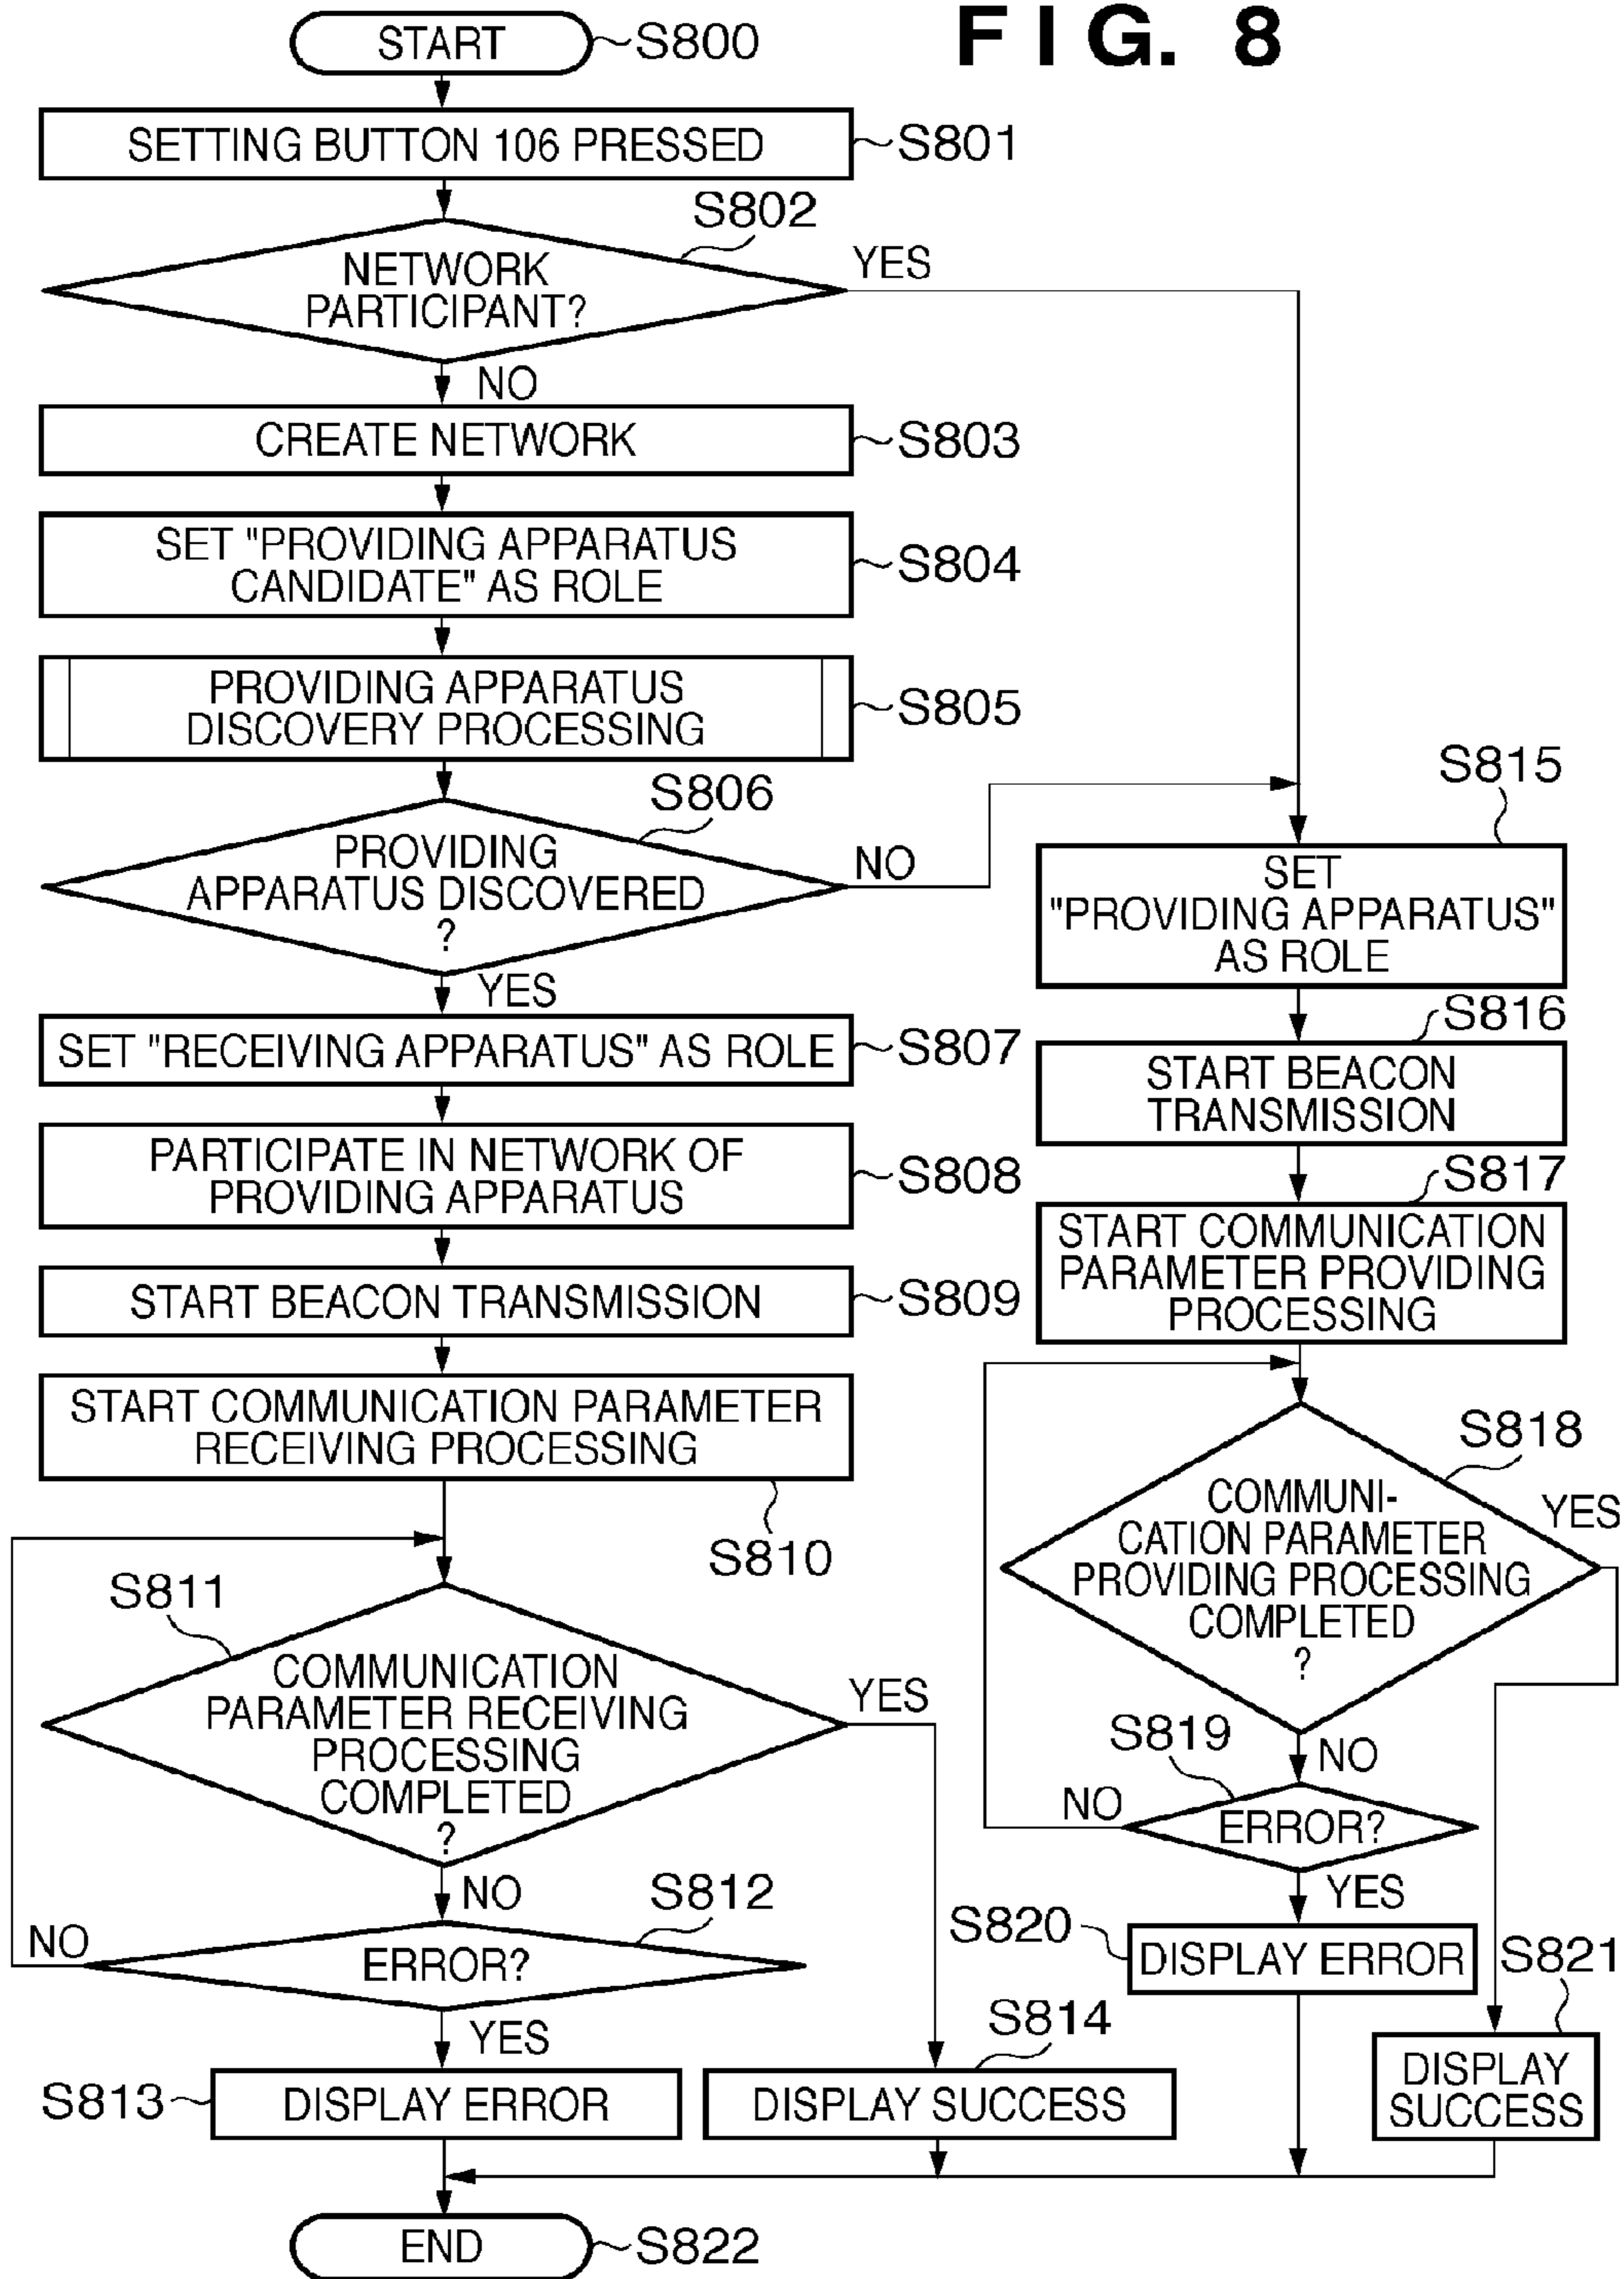 FIG. 8
START
S800
SETTING BUTTON 106 PRESSED
S801
S802
NETWORK
PARTICIPANT?
YES
NO
CREATE NETWORK
S803
SET "PROVIDING APPARATUS
CANDIDATE" AS ROLE
S804
PROVIDING APPARATUS
DISCOVERY PROCESSING
S805
S806
PROVIDING
APPARATUS DISCOVERED
?
NO
YES
SET "RECEIVING APPARATUS" AS ROLE
S807
PARTICIPATE IN NETWORK OF
PROVIDING APPARATUS
S808
START BEACON TRANSMISSION
S809
START COMMUNICATION PARAMETER
RECEIVING PROCESSING
S810
S811
COMMUNICATION
PARAMETER RECEIVING
PROCESSING
COMPLETED
?
YES
NO
S812
NO
ERROR?
YES
S813
DISPLAY ERROR
S814
DISPLAY SUCCESS
S815
SET
"PROVIDING APPARATUS"
AS ROLE
S816
START BEACON
TRANSMISSION
S817
START COMMUNICATION
PARAMETER PROVIDING
PROCESSING
S818
COMMUNI-
CATION PARAMETER
PROVIDING PROCESSING
COMPLETED
?
YES
NO
S819
NO
ERROR?
YES
S820
DISPLAY ERROR
S821
DISPLAY
SUCCESS
END
S822